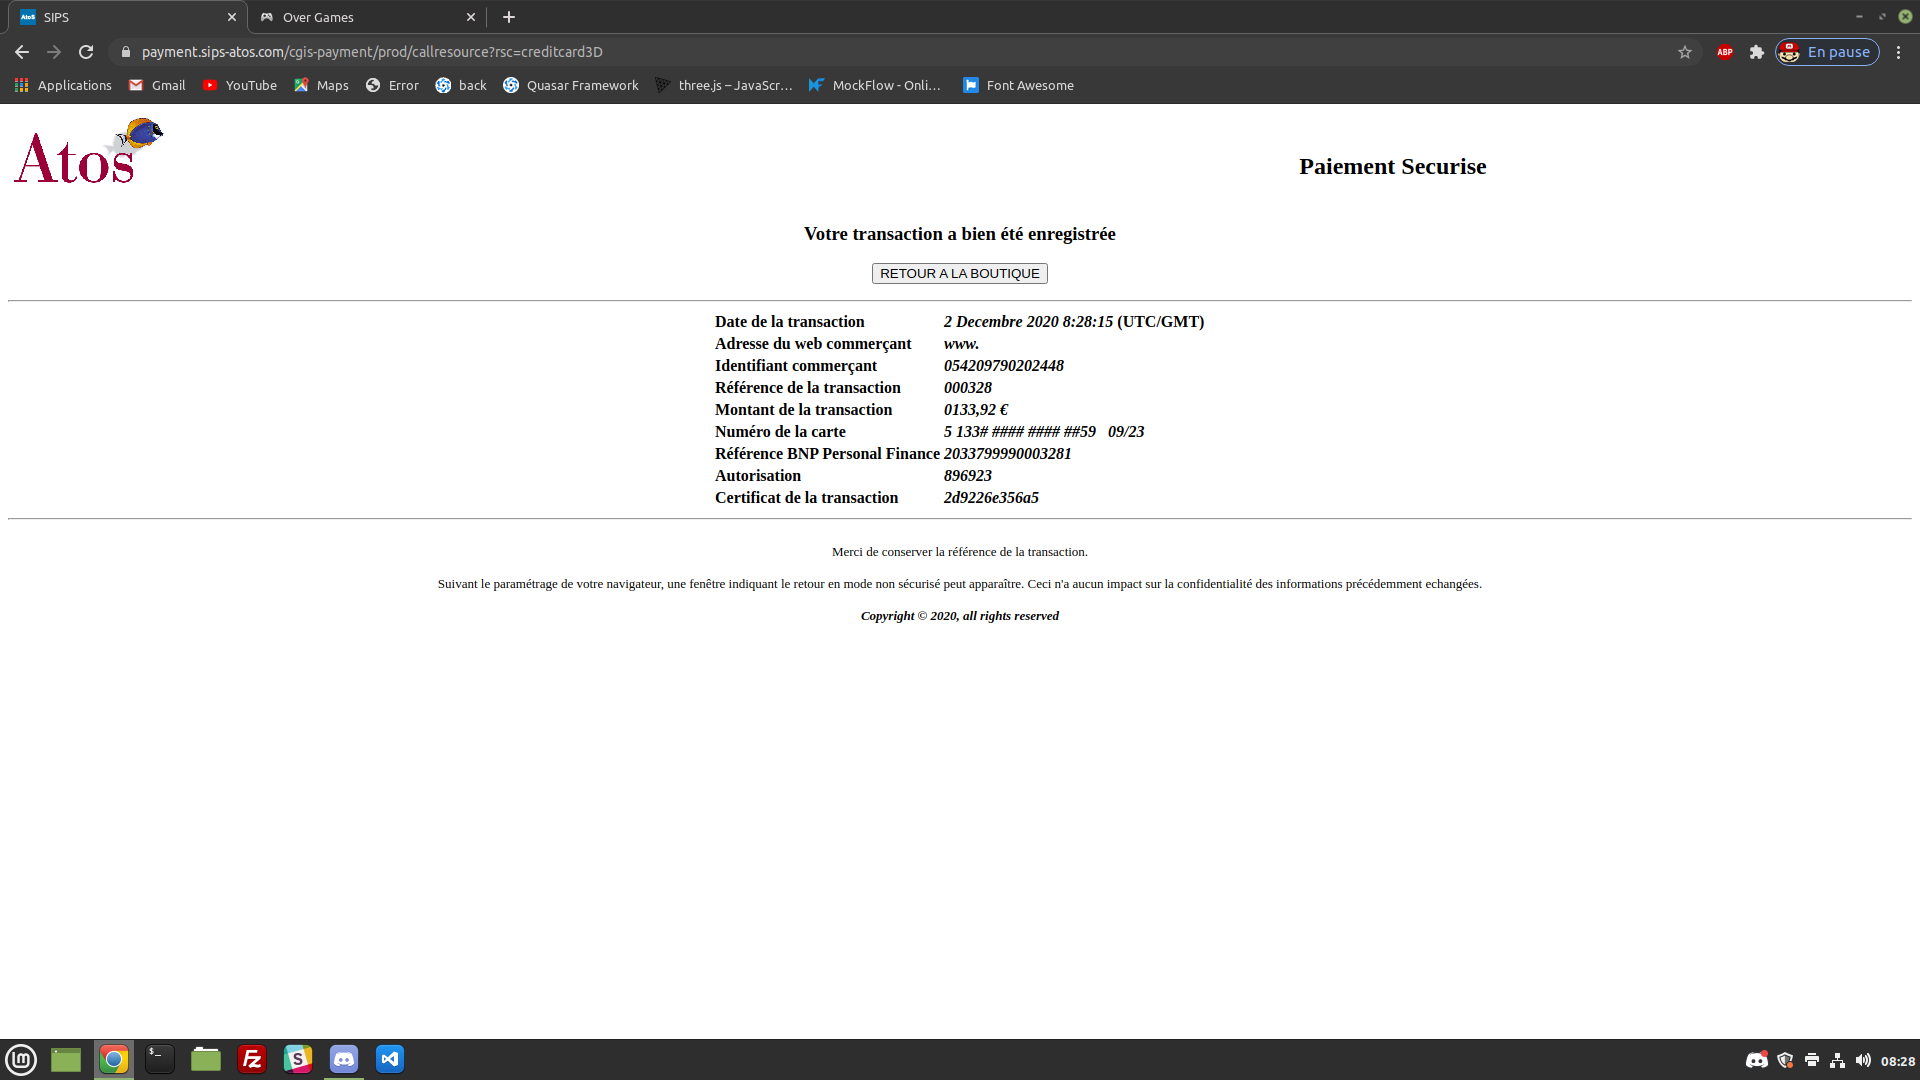 SIPS
Over Games
payment.sips-atos.com/cgis-payment/prod/callresource?rsc=creditcard3D
ABP
En pause
Applications
Gmail
YouTube
Maps
Error
back
Quasar Framework
three.js – JavaScr…
MockFlow - Onli…
Font Awesome
Atos
Paiement Securise
Votre transaction a bien été enregistrée
RETOUR A LA BOUTIQUE
Date de la transaction 2 Decembre 2020 8:28:15 (UTC/GMT)
Adresse du web commerçant www.
Identifiant commerçant 054209790202448
Référence de la transaction 000328
Montant de la transaction 0133,92 €
Numéro de la carte 5 133# #### #### ##59 09/23
Référence BNP Personal Finance 2033799990003281
Autorisation 896923
Certificat de la transaction 2d9226e356a5
Merci de conserver la référence de la transaction.
Suivant le paramétrage de votre navigateur, une fenêtre indiquant le retour en mode non sécurisé peut apparaître. Ceci n'a aucun impact sur la confidentialité des informations précédemment echangées.
Copyright © 2020, all rights reserved
08:28